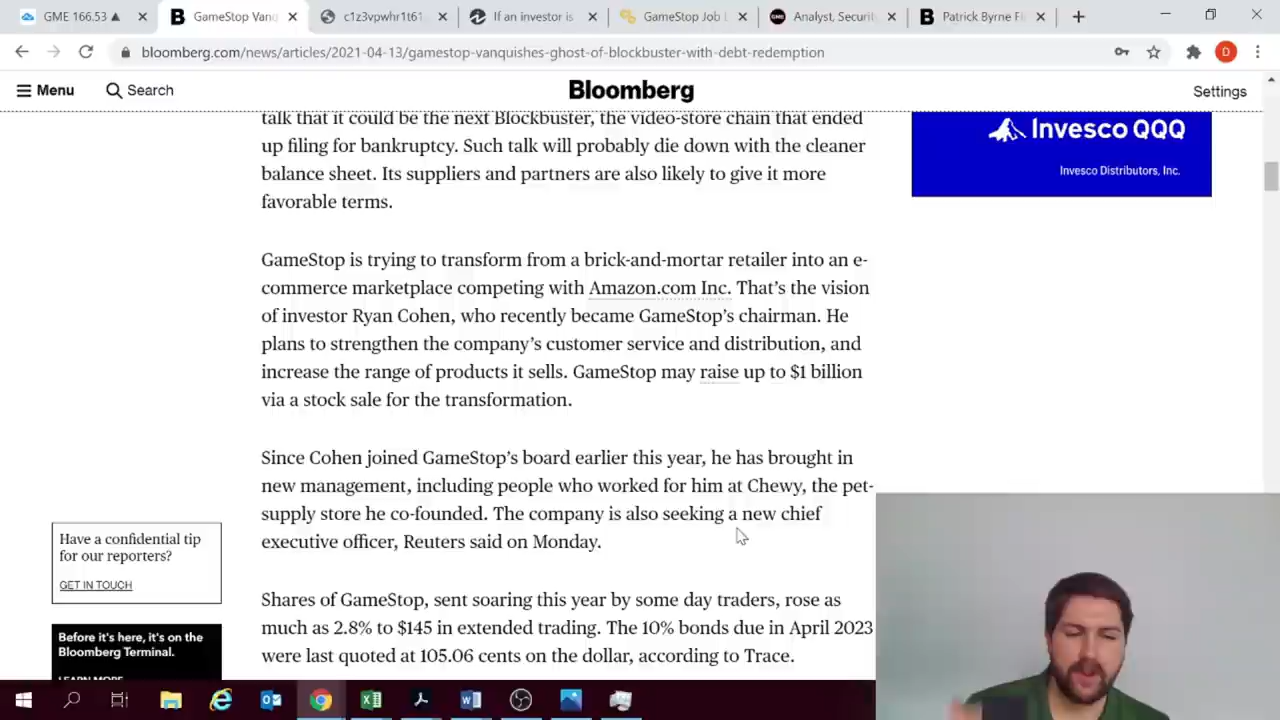 GME 166.53 ▲
GameStop Vanq
c1z3vpwhr1t61
If an investor is
GameStop Job L
Analyst, Security
Patrick Byrne Fi
bloomberg.com/news/articles/2021-04-13/gamestop-vanquishes-ghost-of-blockbuster-with-debt-redemption
D
Menu
Search
Bloomberg
Settings
talk that it could be the next Blockbuster, the video-store chain that ended
up filing for bankruptcy. Such talk will probably die down with the cleaner
balance sheet. Its suppliers and partners are also likely to give it more
favorable terms.
Invesco QQQ
Invesco Distributors, Inc.
GameStop is trying to transform from a brick-and-mortar retailer into an e-
commerce marketplace competing with Amazon.com Inc. That's the vision
of investor Ryan Cohen, who recently became GameStop's chairman. He
plans to strengthen the company's customer service and distribution, and
increase the range of products it sells. GameStop may raise up to $1 billion
via a stock sale for the transformation.
Since Cohen joined GameStop's board earlier this year, he has brought in
new management, including people who worked for him at Chewy, the pet-
supply store he co-founded. The company is also seeking a new chief
executive officer, Reuters said on Monday.
Have a confidential tip
for our reporters?
GET IN TOUCH
Shares of GameStop, sent soaring this year by some day traders, rose as
much as 2.8% to $145 in extended trading. The 10% bonds due in April 2023
were last quoted at 105.06 cents on the dollar, according to Trace.
Before it's here, it's on the
Bloomberg Terminal.
LEARN MORE